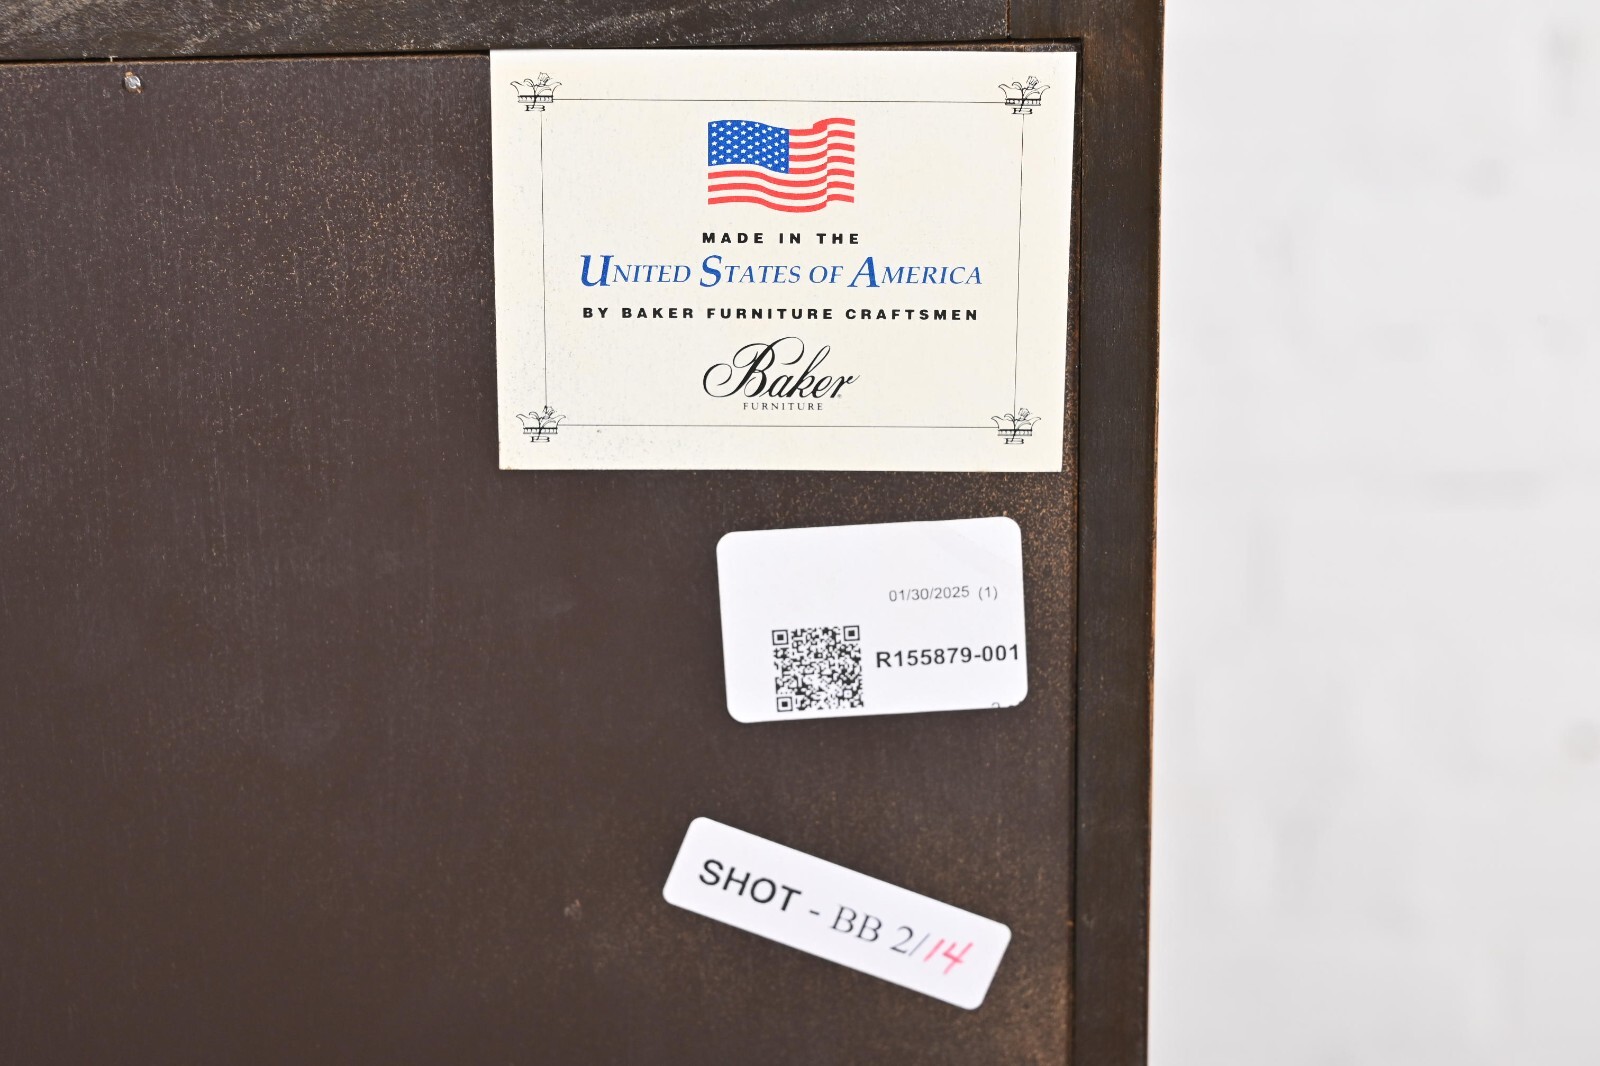 MADE IN THE
UNITED STATES OF AMERICA
BY BAKER FURNITURE CRAFTSMEN
Baker
FURNITURE
01/30/2025 (1)
R155879-001
SHOT - BB 2/14